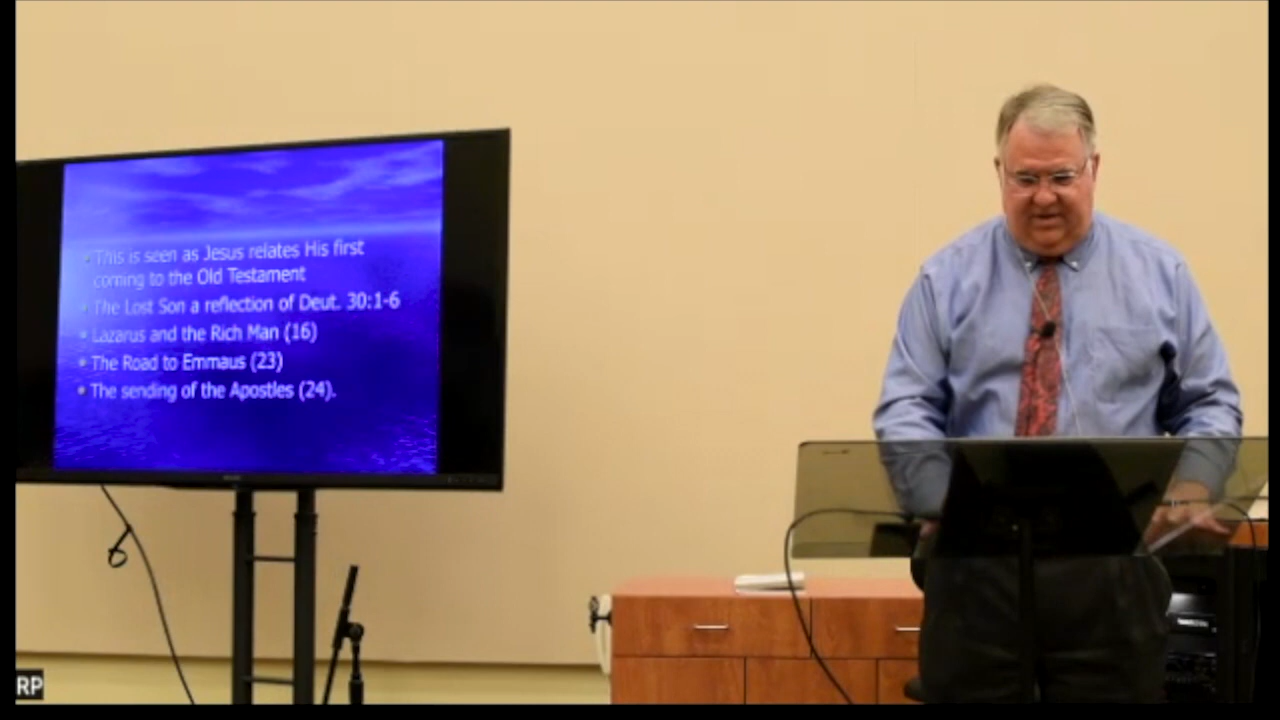 • This is seen as Jesus relates His first
coming to the Old Testament
• The Lost Son a reflection of Deut. 30:1-6
• Lazarus and the Rich Man (16)
• The Road to Emmaus (23)
• The sending of the Apostles (24).
RP